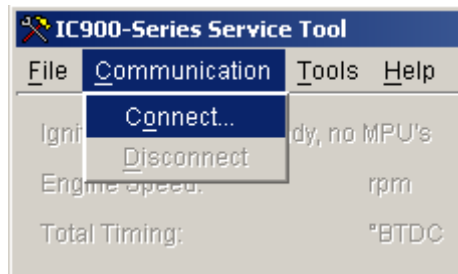 IC900-Series Service Tool
File Communication Tools Help
Connect...
Disconnect
dy, no MPU's
Engine Speed: rpm
Total Timing: °BTDC